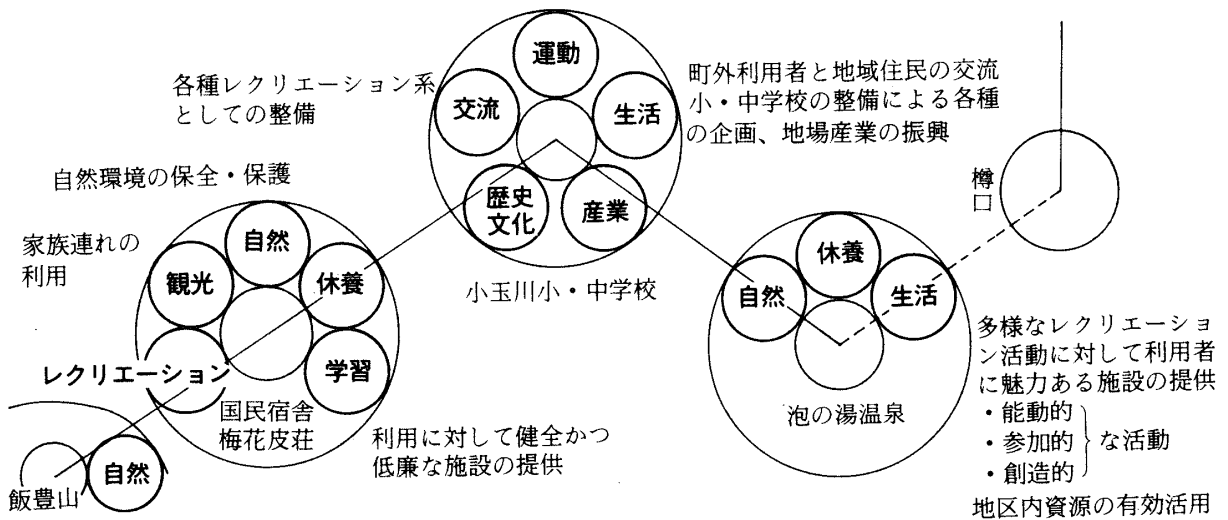 各種レクリエーション系
としての整備
運動
交流
生活
歴史
文化
産業
小玉川小・中学校
町外利用者と地域住民の交流
小・中学校の整備による各種
の企画、地場産業の振興
樽口
自然環境の保全・保護
家族連れの
利用
自然
観光
休養
レクリエーション
学習
国民宿舎
梅花皮荘
利用に対して健全かつ
低廉な施設の提供
自然
飯豊山
休養
自然
生活
泡の湯温泉
多様なレクリエーショ
ン活動に対して利用者
に魅力ある施設の提供
・能動的
・参加的
・創造的
な活動
地区内資源の有効活用